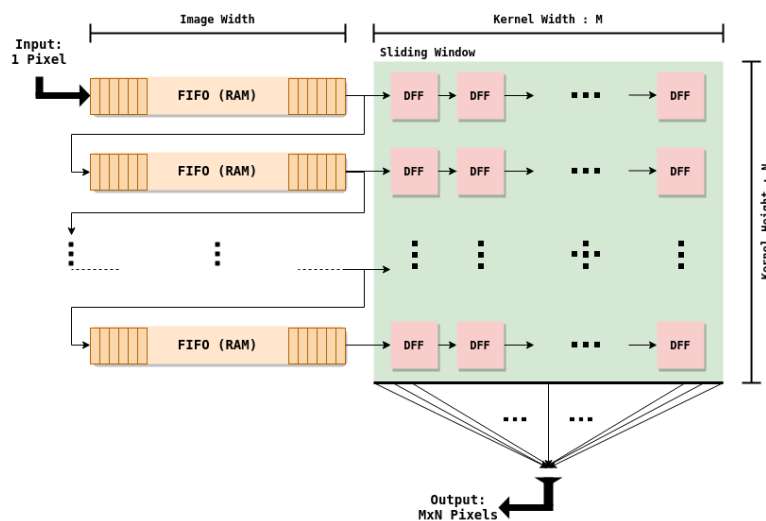 Image Width
Kernel Width : M
Input:
1 Pixel
Sliding Window
FIFO (RAM)
DFF
DFF
DFF
FIFO (RAM)
DFF
DFF
DFF
Kernel Height : N
FIFO (RAM)
DFF
DFF
DFF
Output:
MxN Pixels